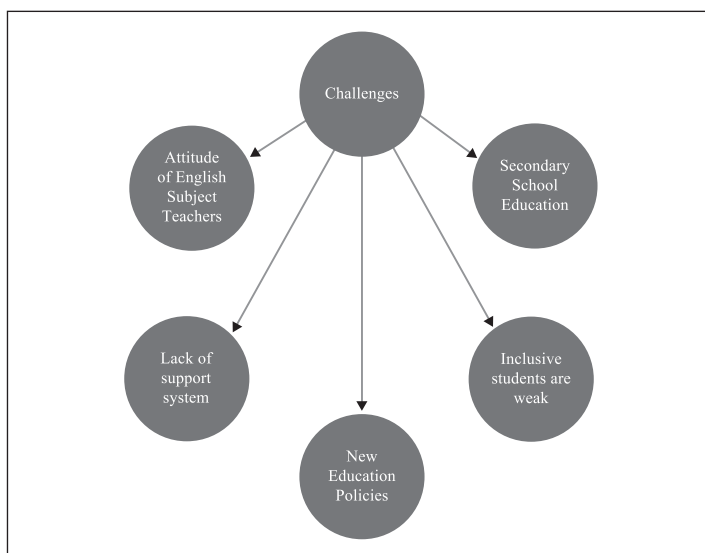 Challenges
Attitude
of English
Subject
Teachers
Secondary
School
Education
Lack of
support
system
Inclusive
students are
weak
New
Education
Policies